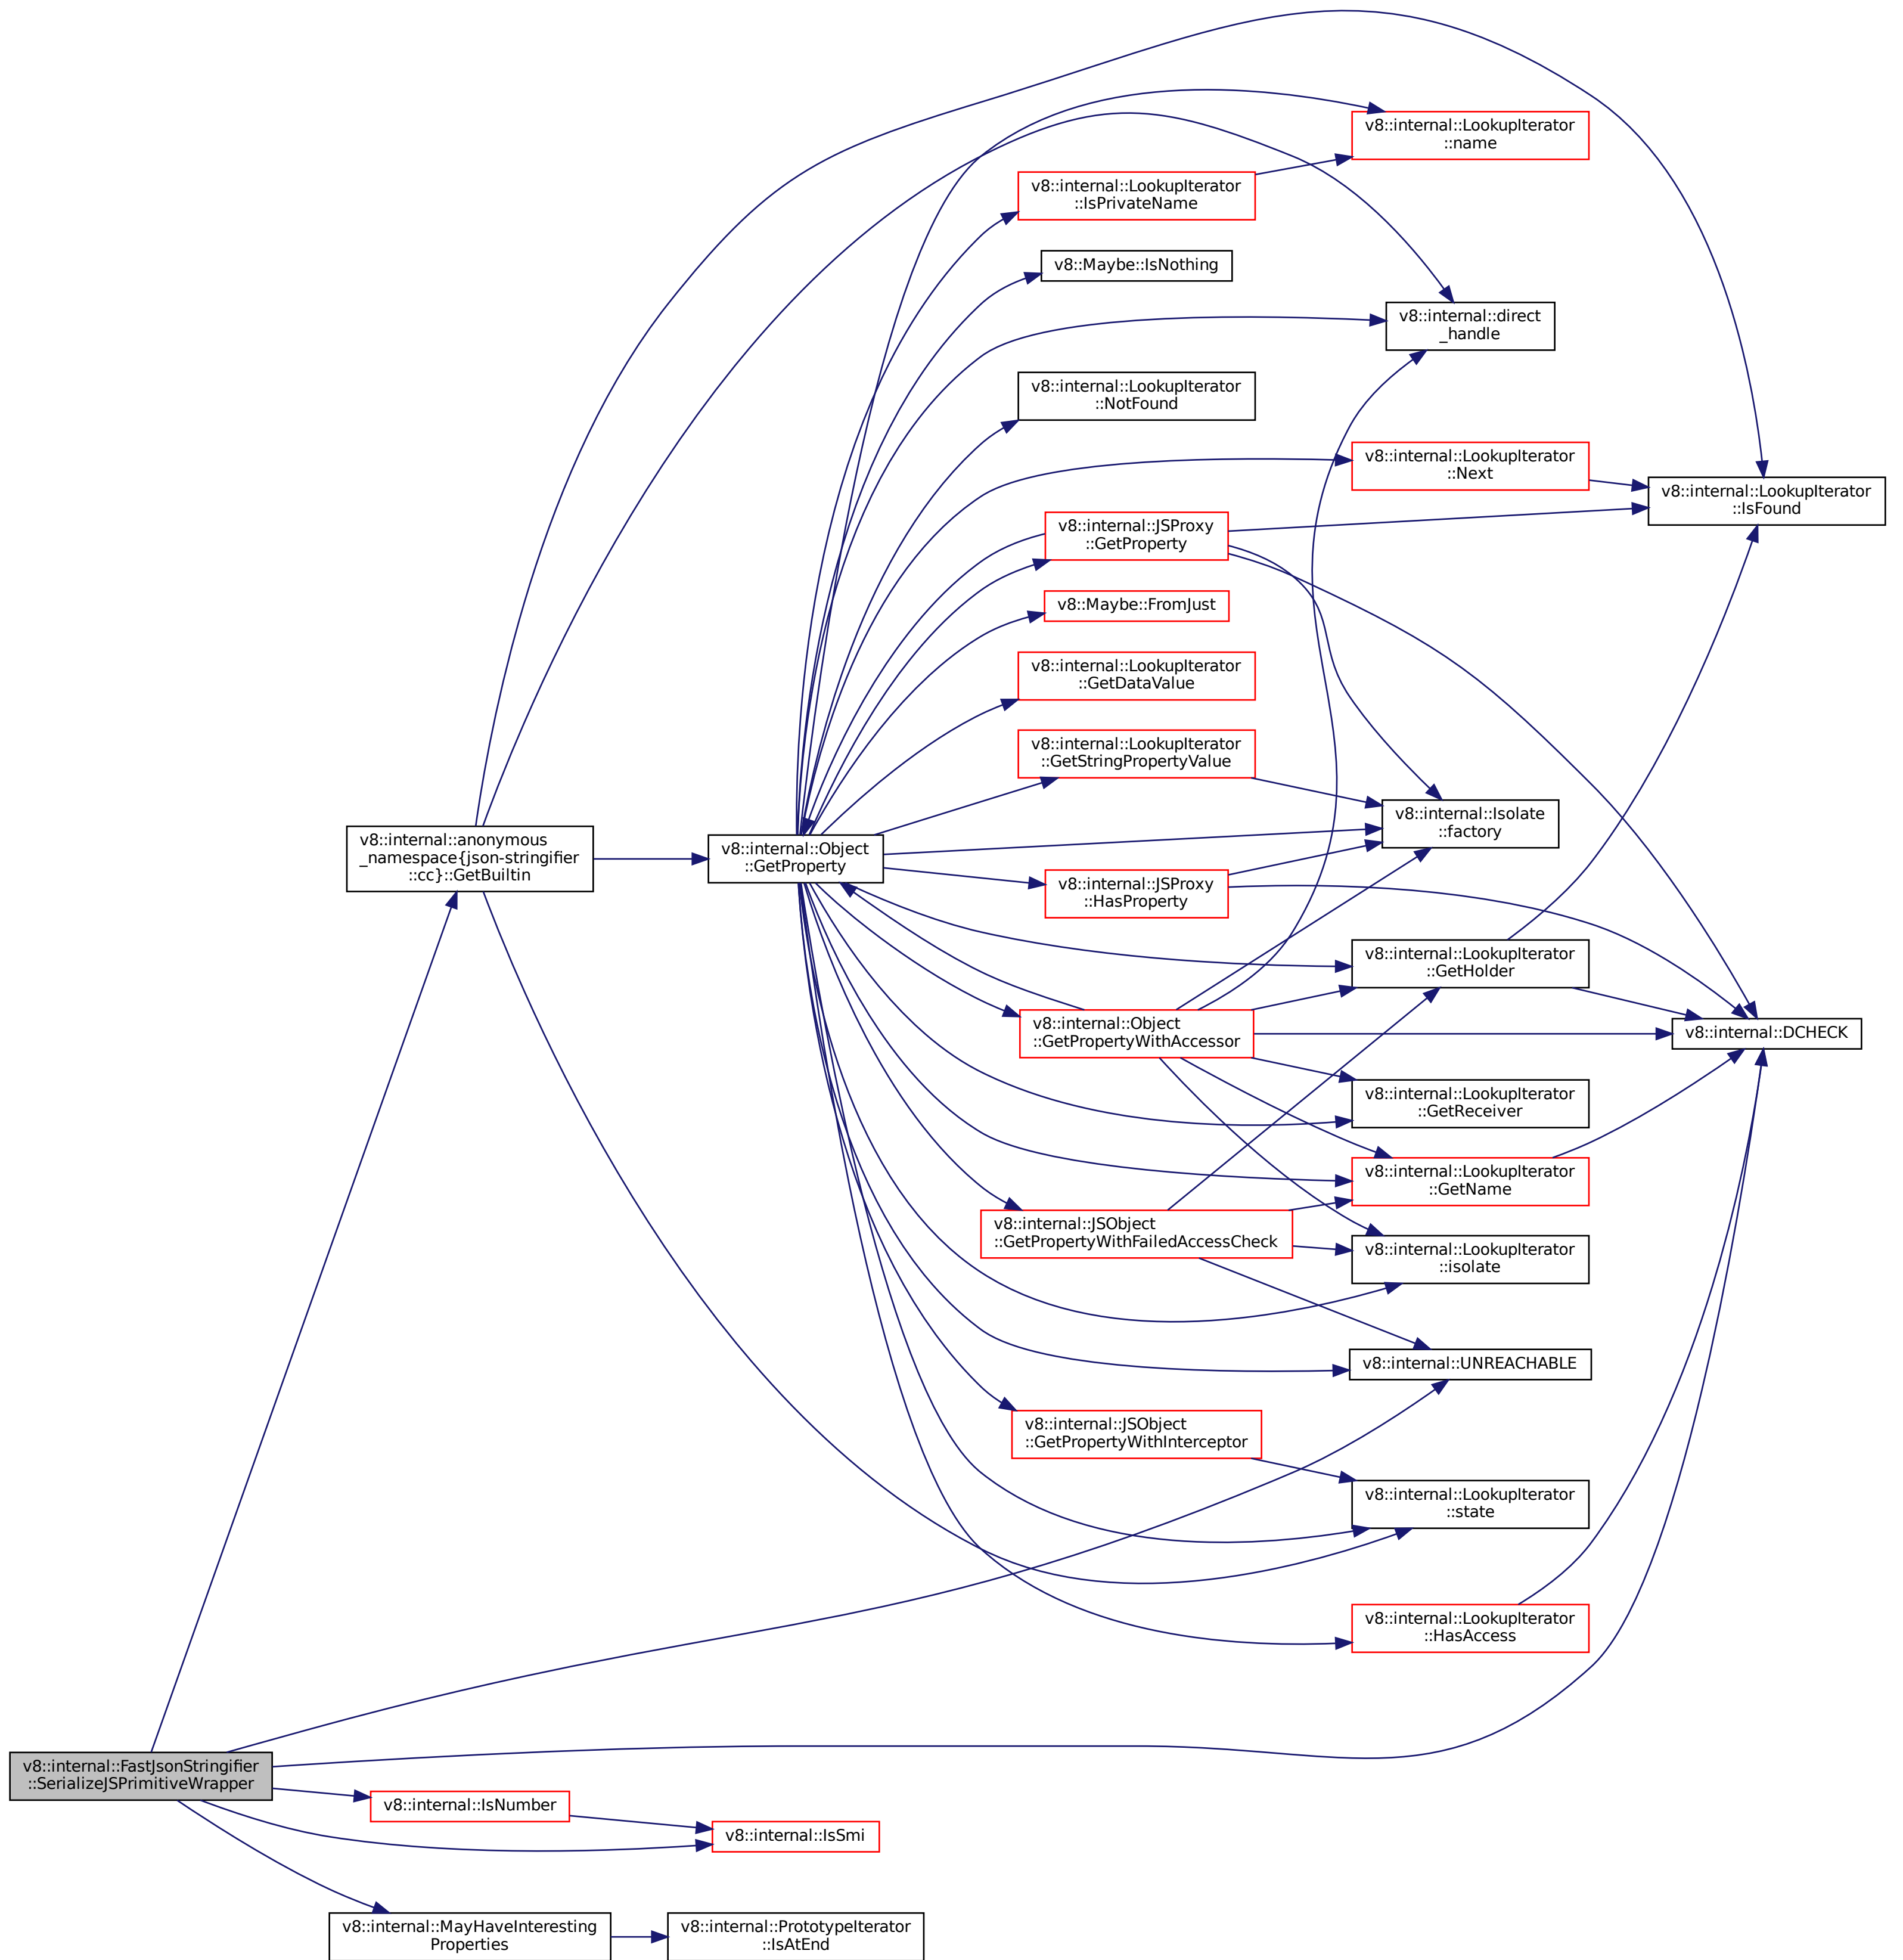 v8::internal::LookupIterator
::name
v8::internal::LookupIterator
::IsPrivateName
v8::Maybe::IsNothing
v8::internal::direct
_handle
v8::internal::LookupIterator
::NotFound
v8::internal::LookupIterator
::Next
v8::internal::LookupIterator
::IsFound
v8::internal::JSProxy
::GetProperty
v8::Maybe::FromJust
v8::internal::LookupIterator
::GetDataValue
v8::internal::LookupIterator
::GetStringPropertyValue
v8::internal::Isolate
::factory
v8::internal::anonymous
_namespace{json-stringifier
::cc}::GetBuiltin
v8::internal::Object
::GetProperty
v8::internal::JSProxy
::HasProperty
v8::internal::LookupIterator
::GetHolder
v8::internal::Object
::GetPropertyWithAccessor
v8::internal::DCHECK
v8::internal::LookupIterator
::GetReceiver
v8::internal::LookupIterator
::GetName
v8::internal::JSObject
::GetPropertyWithFailedAccessCheck
v8::internal::LookupIterator
::isolate
v8::internal::UNREACHABLE
v8::internal::JSObject
::GetPropertyWithInterceptor
v8::internal::LookupIterator
::state
v8::internal::LookupIterator
::HasAccess
v8::internal::FastJsonStringifier
::SerializeJSPrimitiveWrapper
v8::internal::IsNumber
v8::internal::IsSmi
v8::internal::MayHaveInteresting
Properties
v8::internal::PrototypeIterator
::IsAtEnd